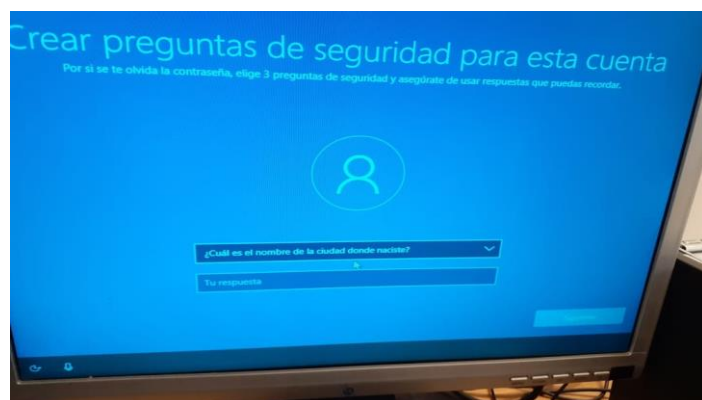 Crear preguntas de seguridad para esta cuenta
Por si se te olvida la contraseña, elige 3 preguntas de seguridad y asegúrate de usar respuestas que puedas recordar.
¿Cuál es el nombre de la ciudad donde naciste?
Tu respuesta